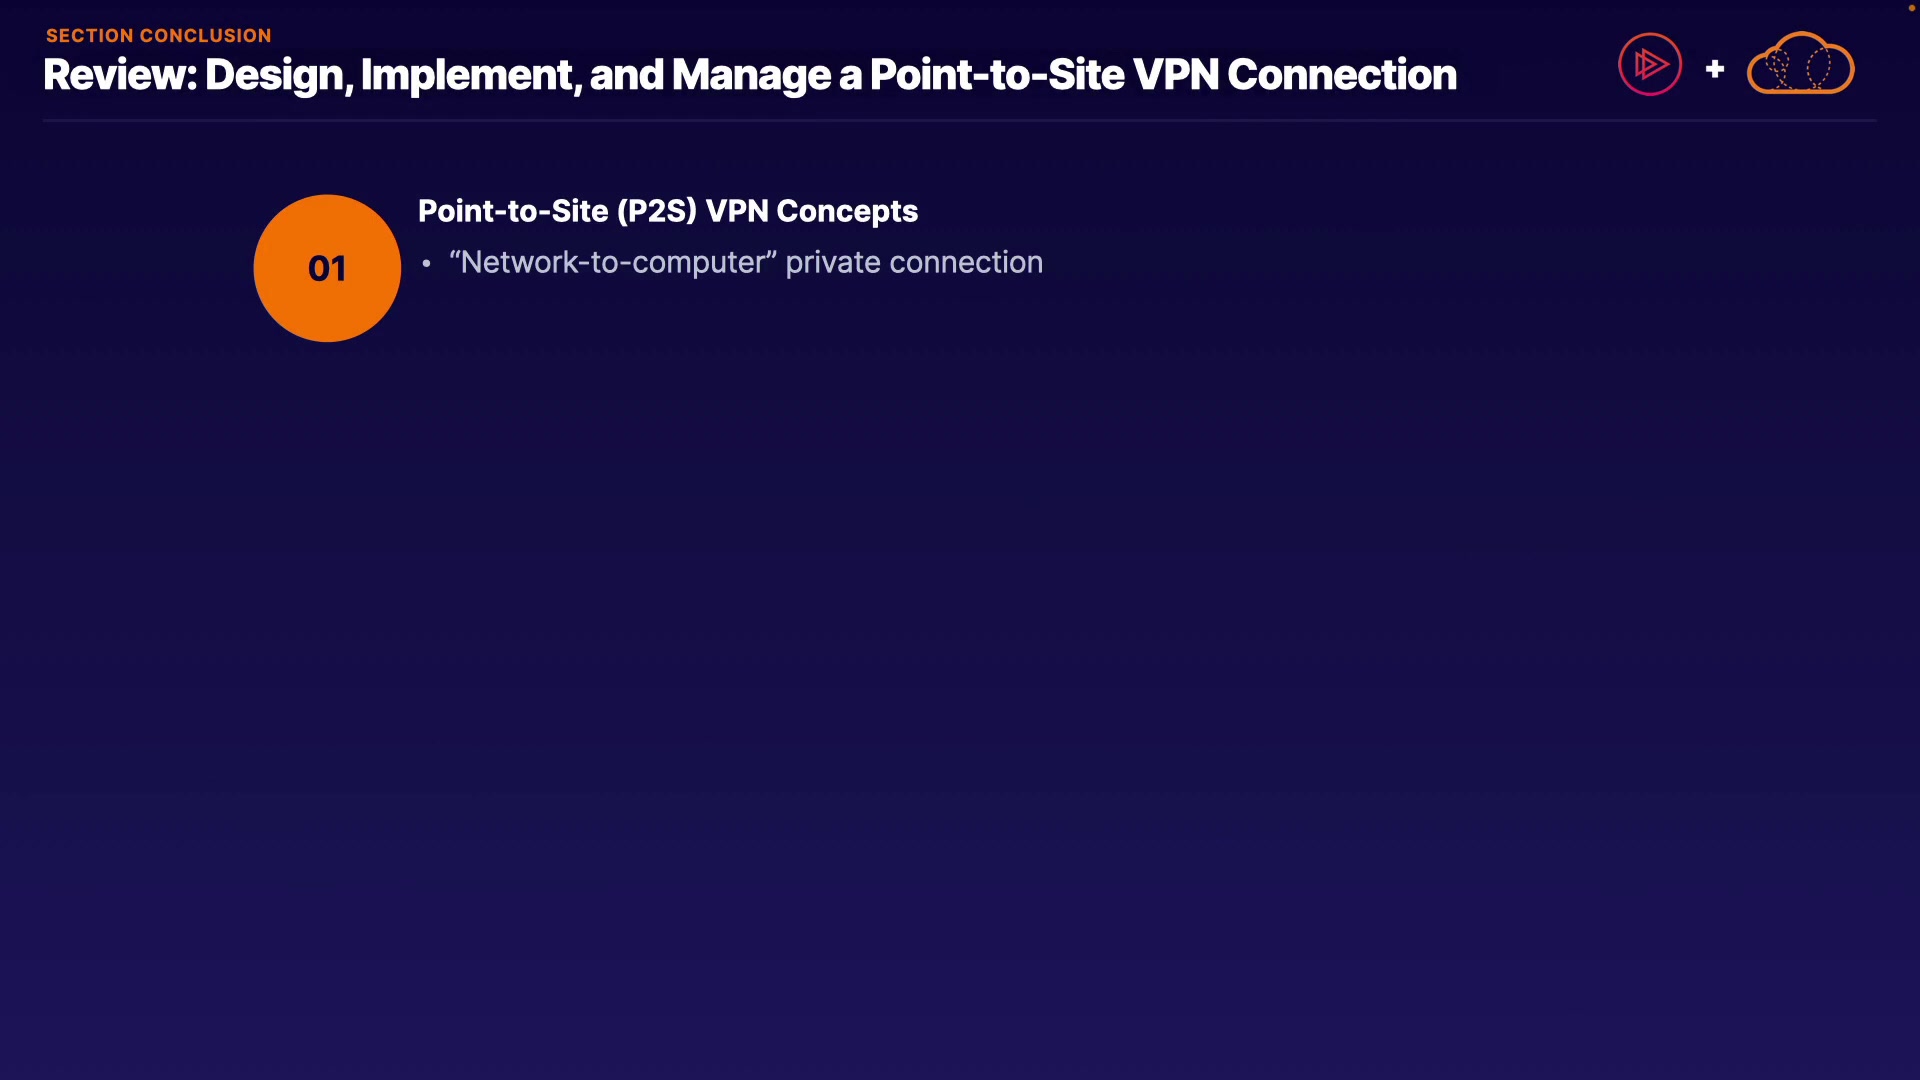 SECTION CONCLUSION
Review: Design, Implement, and Manage a Point-to-Site VPN Connection
+
01
Point-to-Site (P2S) VPN Concepts
• “Network-to-computer” private connection